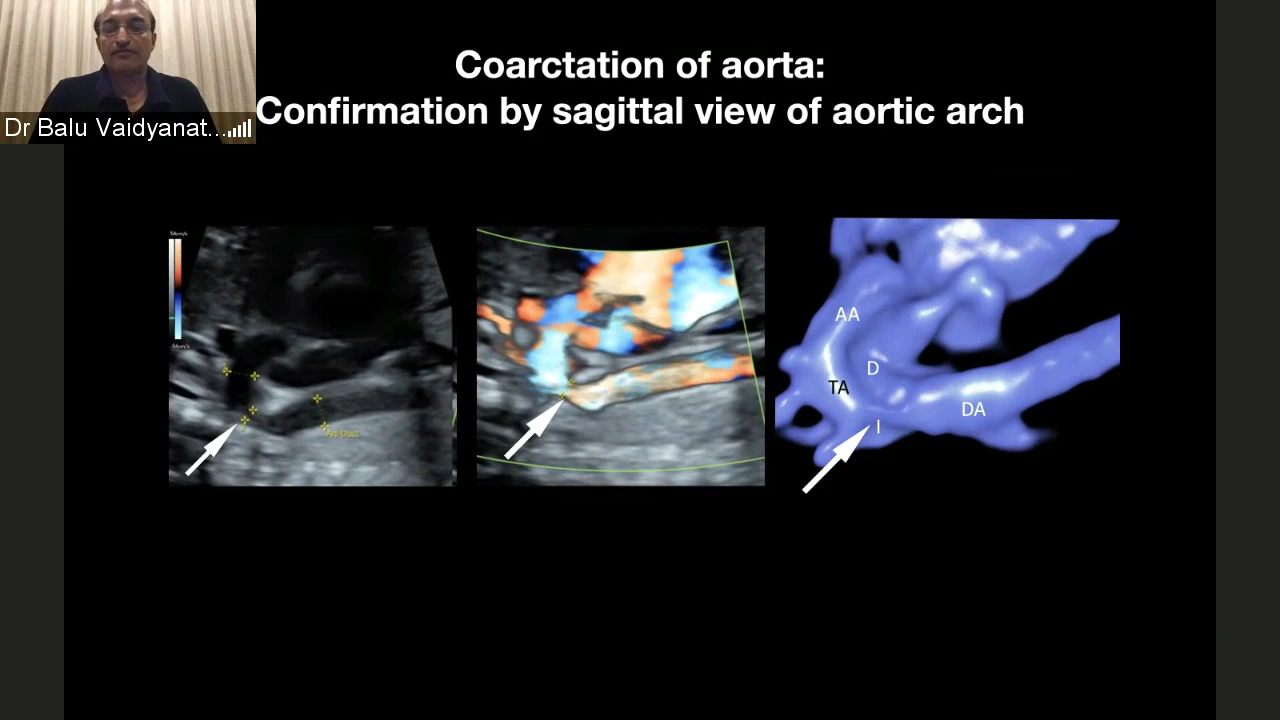 Coarctation of aorta:
Confirmation by sagittal view of aortic arch
Dr Balu Vaidyanat...
AA
D
TA
DA
I